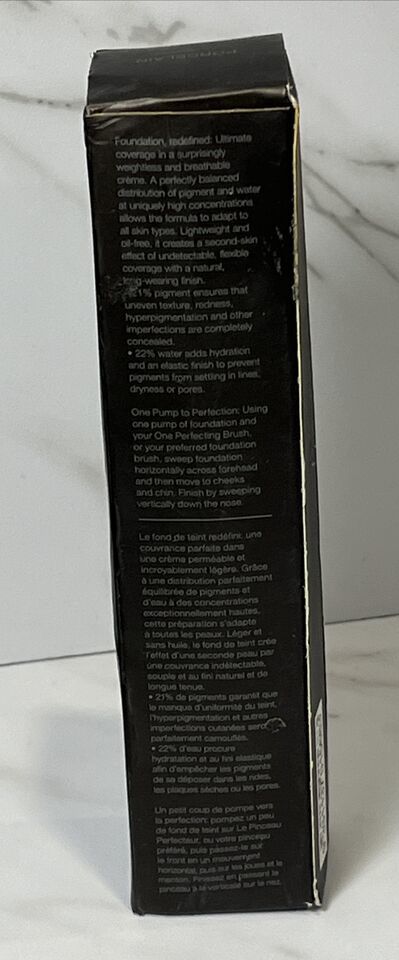 PORCELAIN
Foundation, redefined: Ultimate
coverage in a surprisingly
weightless and breathable
crème. A perfectly balanced
distribution of pigment and water
at uniquely high concentrations
allows the formula to adapt to
all skin types. Lightweight and
oil-free, it creates a second-skin
effect of undetectable, flexible
coverage with a natural,
long-wearing finish.
• 21% pigment ensures that
uneven texture, redness,
hyperpigmentation and other
imperfections are completely
concealed.
• 22% water adds hydration
and an elastic finish to prevent
pigments from settling in lines,
dryness or pores.
One Pump to Perfection: Using
one pump of foundation and
your One Perfecting Brush,
or your preferred foundation
brush, sweep foundation
horizontally across forehead
and then move to cheeks
and chin. Finish by sweeping
vertically down the nose.
Le fond de teint redéfini: une
couvrance parfaite dans
une crème perméable et
incroyablement légère. Grâce
à une distribution parfaitement
équilibrée de pigments et
d'eau à des concentrations
exceptionnellement hautes,
cette préparation s'adapte
à toutes les peaux. Léger et
sans huile, le fond de teint crée
l'effet d'une seconde peau par
une couvrance indétectable,
souple et au fini naturel et de
longue tenue.
• 21% de pigments garantit que
le manque d'uniformité du teint,
l'hyperpigmentation et autres
imperfections cutanées sero
parfaitement camouflés.
• 22% d'eau procure
hydratation et au fini élastique
afin d'empêcher les pigments
de se déposer dans les rides,
les plaques sèches ou les pores.
Un petit coup de pompe vers
la perfection: pompez un peu
de fond de teint sur Le Pinceau
Perfecteur, ou votre pinceau
préféré, puis passez-le sur
le front en un mouvement
horizontal, puis sur les joues et le
menton. Finissez en passant le
pinceau à la verticale sur le nez.